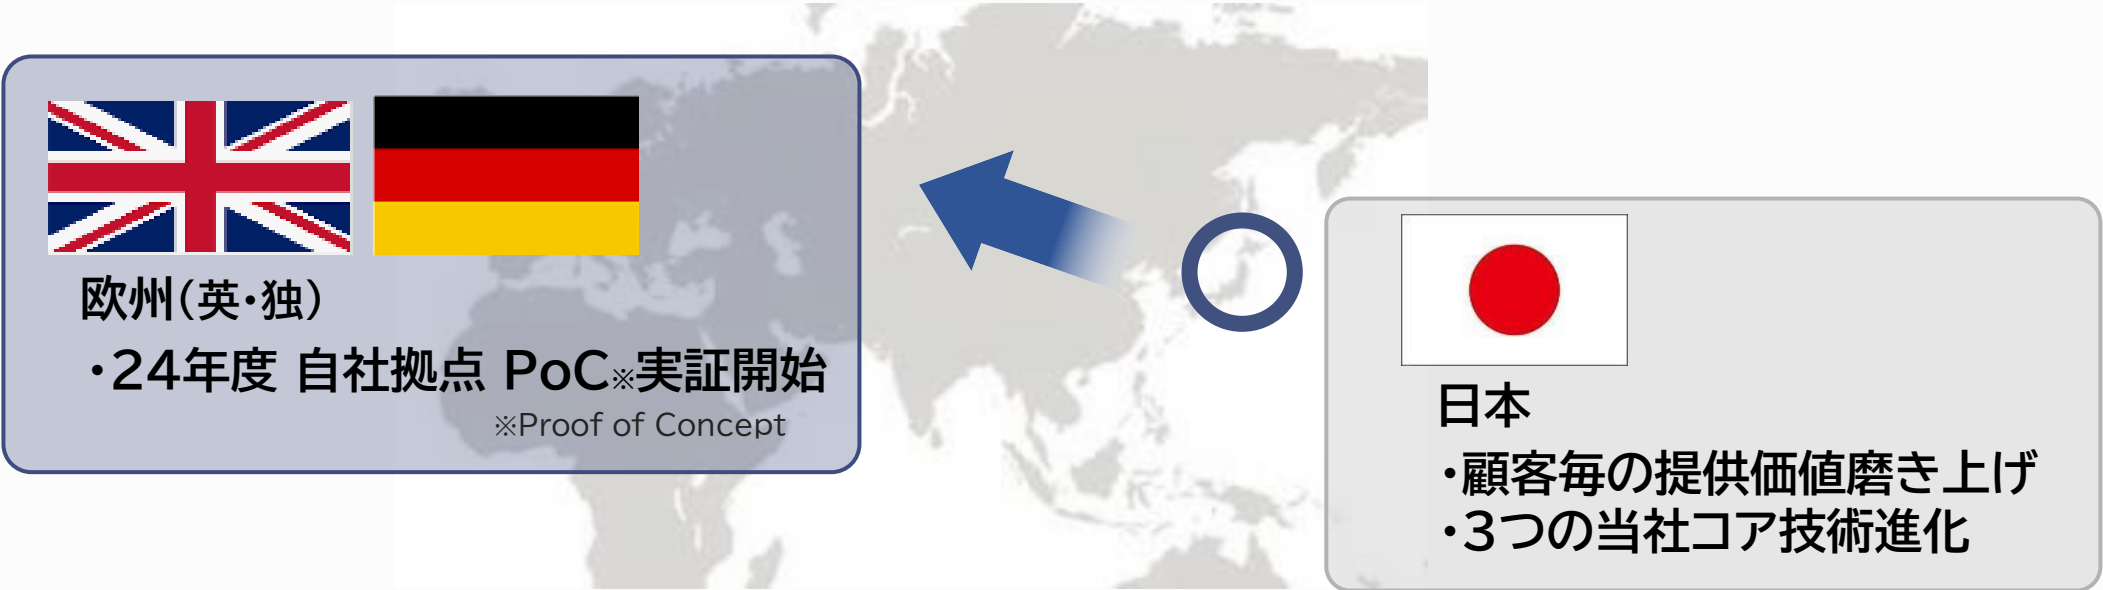 欧州(英・独)
・24年度 自社拠点 PoC※実証開始
※Proof of Concept
日本
・顧客毎の提供価値磨き上げ
・3つの当社コア技術進化